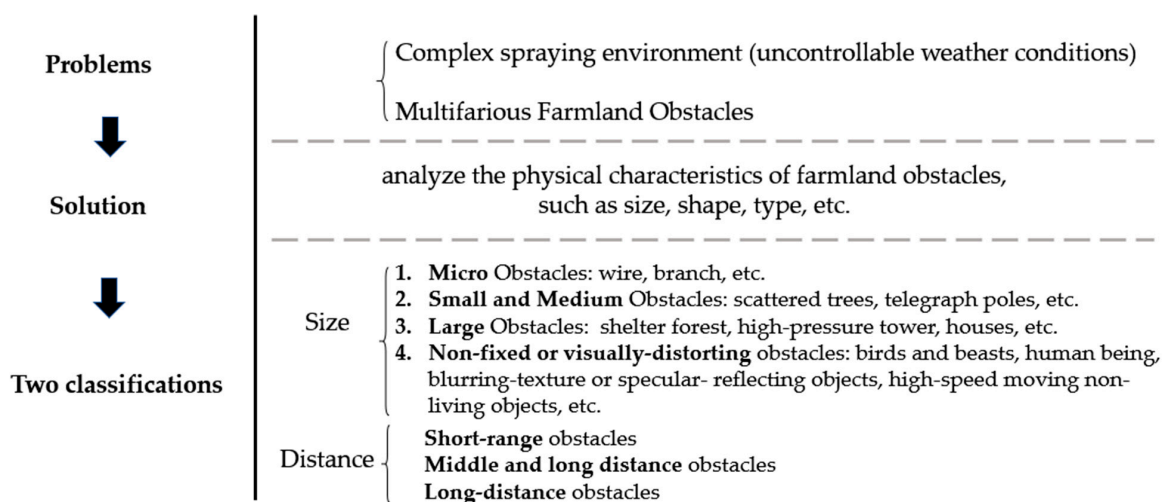 Problems
Complex spraying environment (uncontrollable weather conditions)
Multifarious Farmland Obstacles
Solution
analyze the physical characteristics of farmland obstacles,
such as size, shape, type, etc.
Two classifications
Size
1. Micro Obstacles: wire, branch, etc.
2. Small and Medium Obstacles: scattered trees, telegraph poles, etc.
3. Large Obstacles: shelter forest, high-pressure tower, houses, etc.
4. Non-fixed or visually-distorting obstacles: birds and beasts, human being,
blurring-texture or specular- reflecting objects, high-speed moving non-
living objects, etc.
Distance
Short-range obstacles
Middle and long distance obstacles
Long-distance obstacles